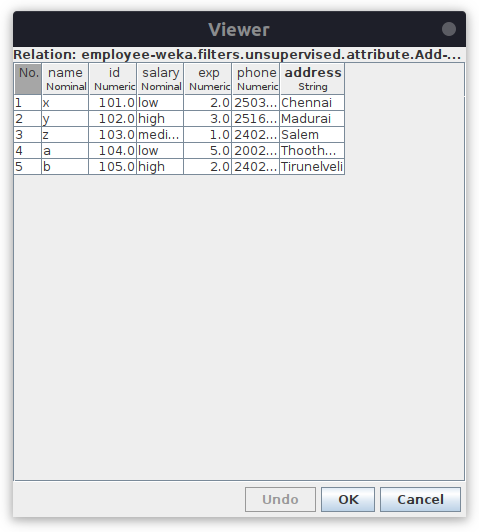 Viewer
Relation: employee-weka.filters.unsupervised.attribute.Add-...
No. name id salary exp phone address
Nominal Numeric Nominal Numeric Numeric String
1 x 101.0 low 2.0 2503... Chennai
2 y 102.0 high 3.0 2516... Madurai
3 z 103.0 medi... 1.0 2402... Salem
4 a 104.0 low 5.0 2002... Thooth...
5 b 105.0 high 2.0 2402... Tirunelveli
Undo OK Cancel